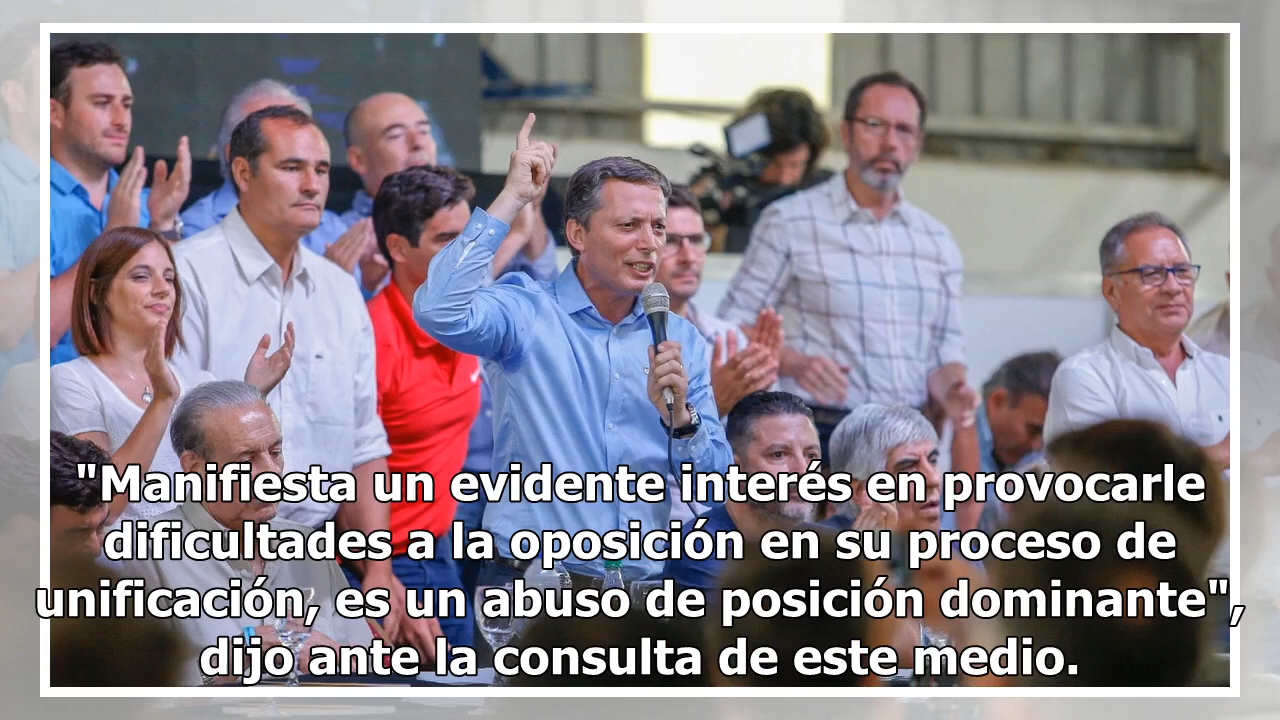 "Manifiesta un evidente interés en provocarle
dificultades a la oposición en su proceso de
unificación, es un abuso de posición dominante",
dijo ante la consulta de este medio.